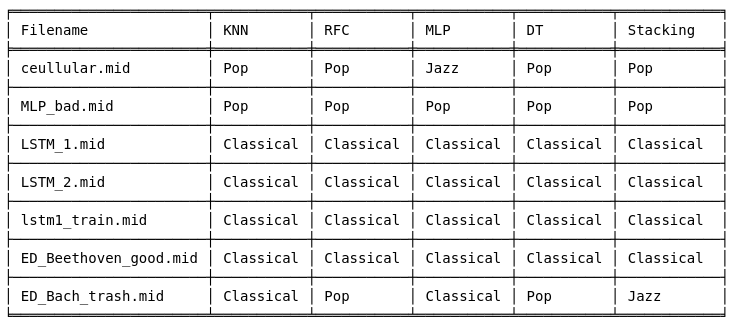 Filename KNN RFC MLP DT Stacking
ceullular.mid Pop Pop Jazz Pop Pop
MLP_bad.mid Pop Pop Pop Pop Pop
LSTM_1.mid Classical Classical Classical Classical Classical
LSTM_2.mid Classical Classical Classical Classical Classical
lstm1_train.mid Classical Classical Classical Classical Classical
ED_Beethoven_good.mid Classical Classical Classical Classical Classical
ED_Bach_trash.mid Classical Pop Classical Pop Jazz